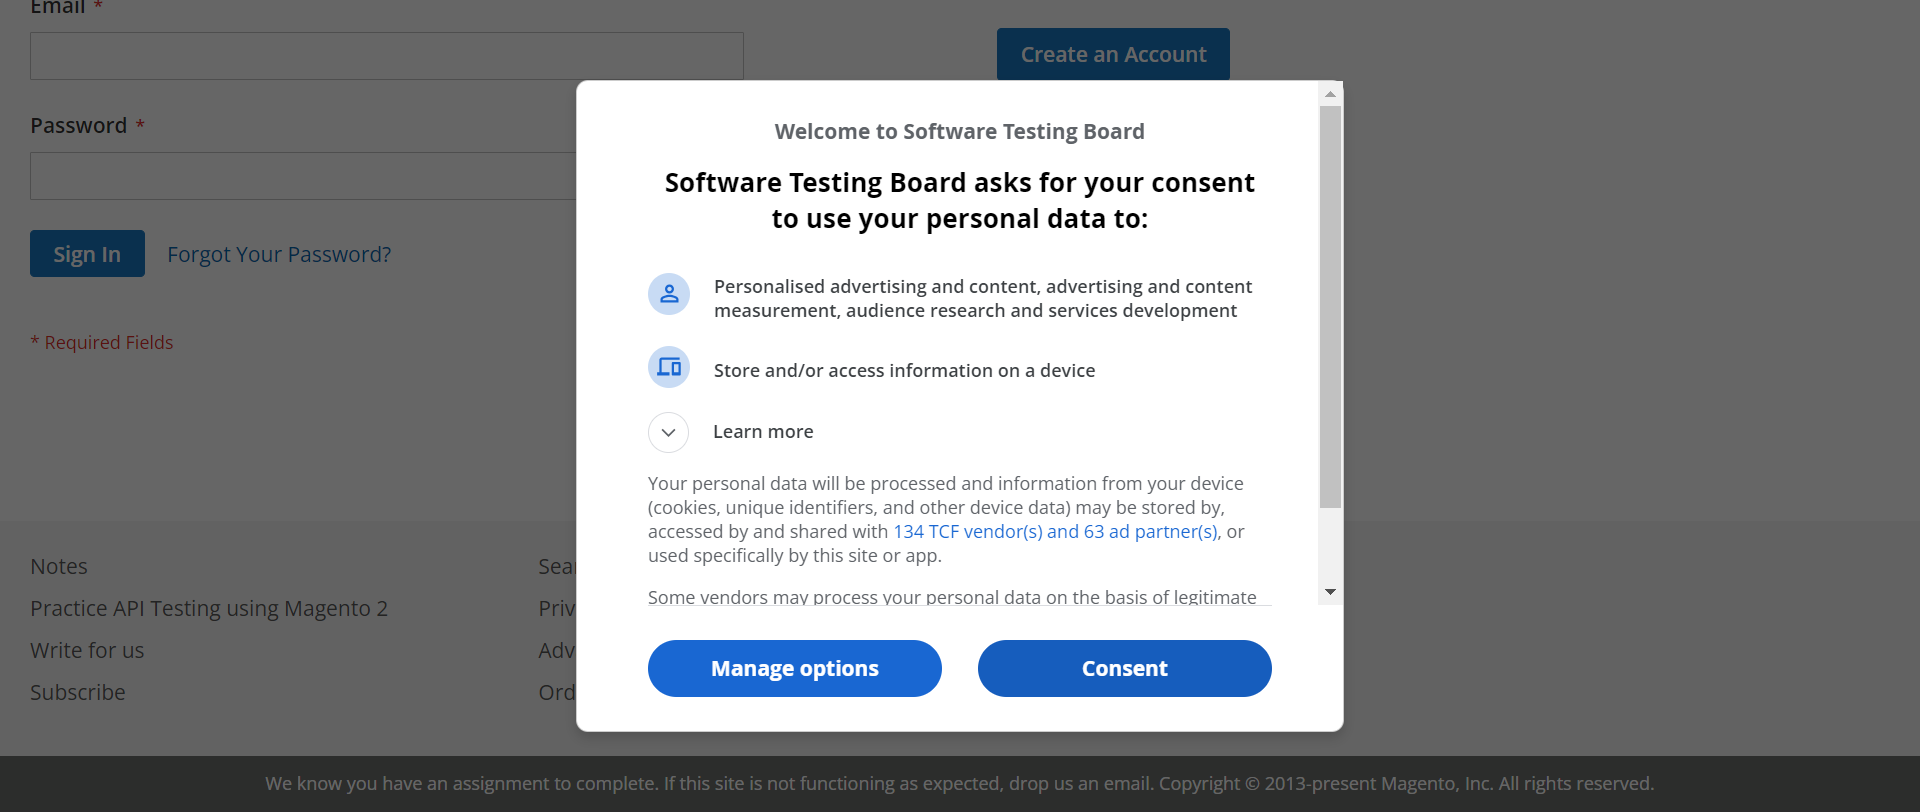 Email *
Create an Account
Password *
Sign In
Forgot Your Password?
* Required Fields
Welcome to Software Testing Board
Software Testing Board asks for your consent
to use your personal data to:
Personalised advertising and content, advertising and content
measurement, audience research and services development
Store and/or access information on a device
Learn more
Your personal data will be processed and information from your device
(cookies, unique identifiers, and other device data) may be stored by,
accessed by and shared with 134 TCF vendor(s) and 63 ad partner(s), or
used specifically by this site or app.
Some vendors may process your personal data on the basis of legitimate
Manage options
Consent
Notes
Practice API Testing using Magento 2
Write for us
Subscribe
We know you have an assignment to complete. If this site is not functioning as expected, drop us an email. Copyright © 2013-present Magento, Inc. All rights reserved.